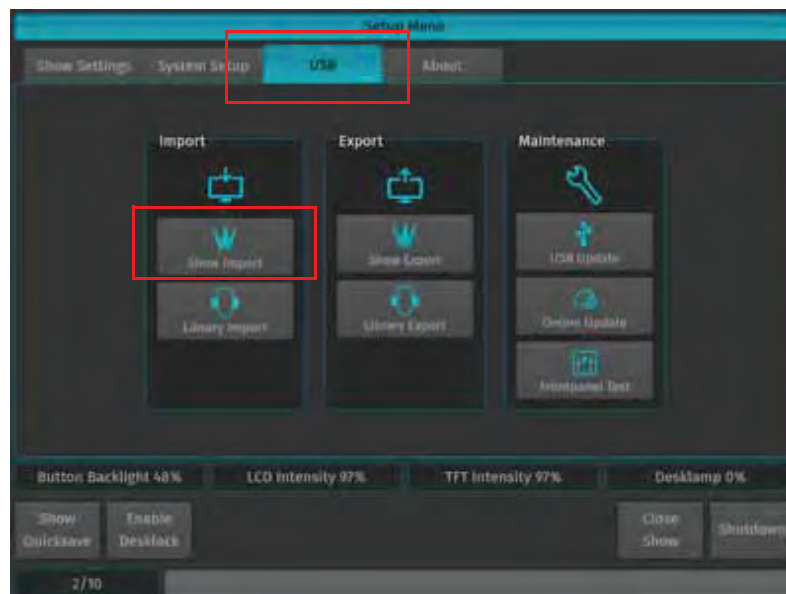 Setup Menu
Show Settings System Setup USB About
Import Export Maintenance
Show Import Show Export USB Update
Library Import Library Export Online Update
Frontpanel Test
Button Backlight 48% LCD Intensity 97% TFT Intensity 97% Desklamp 0%
Show Quicksave Enable Desklock Close Show Shutdown
2/10